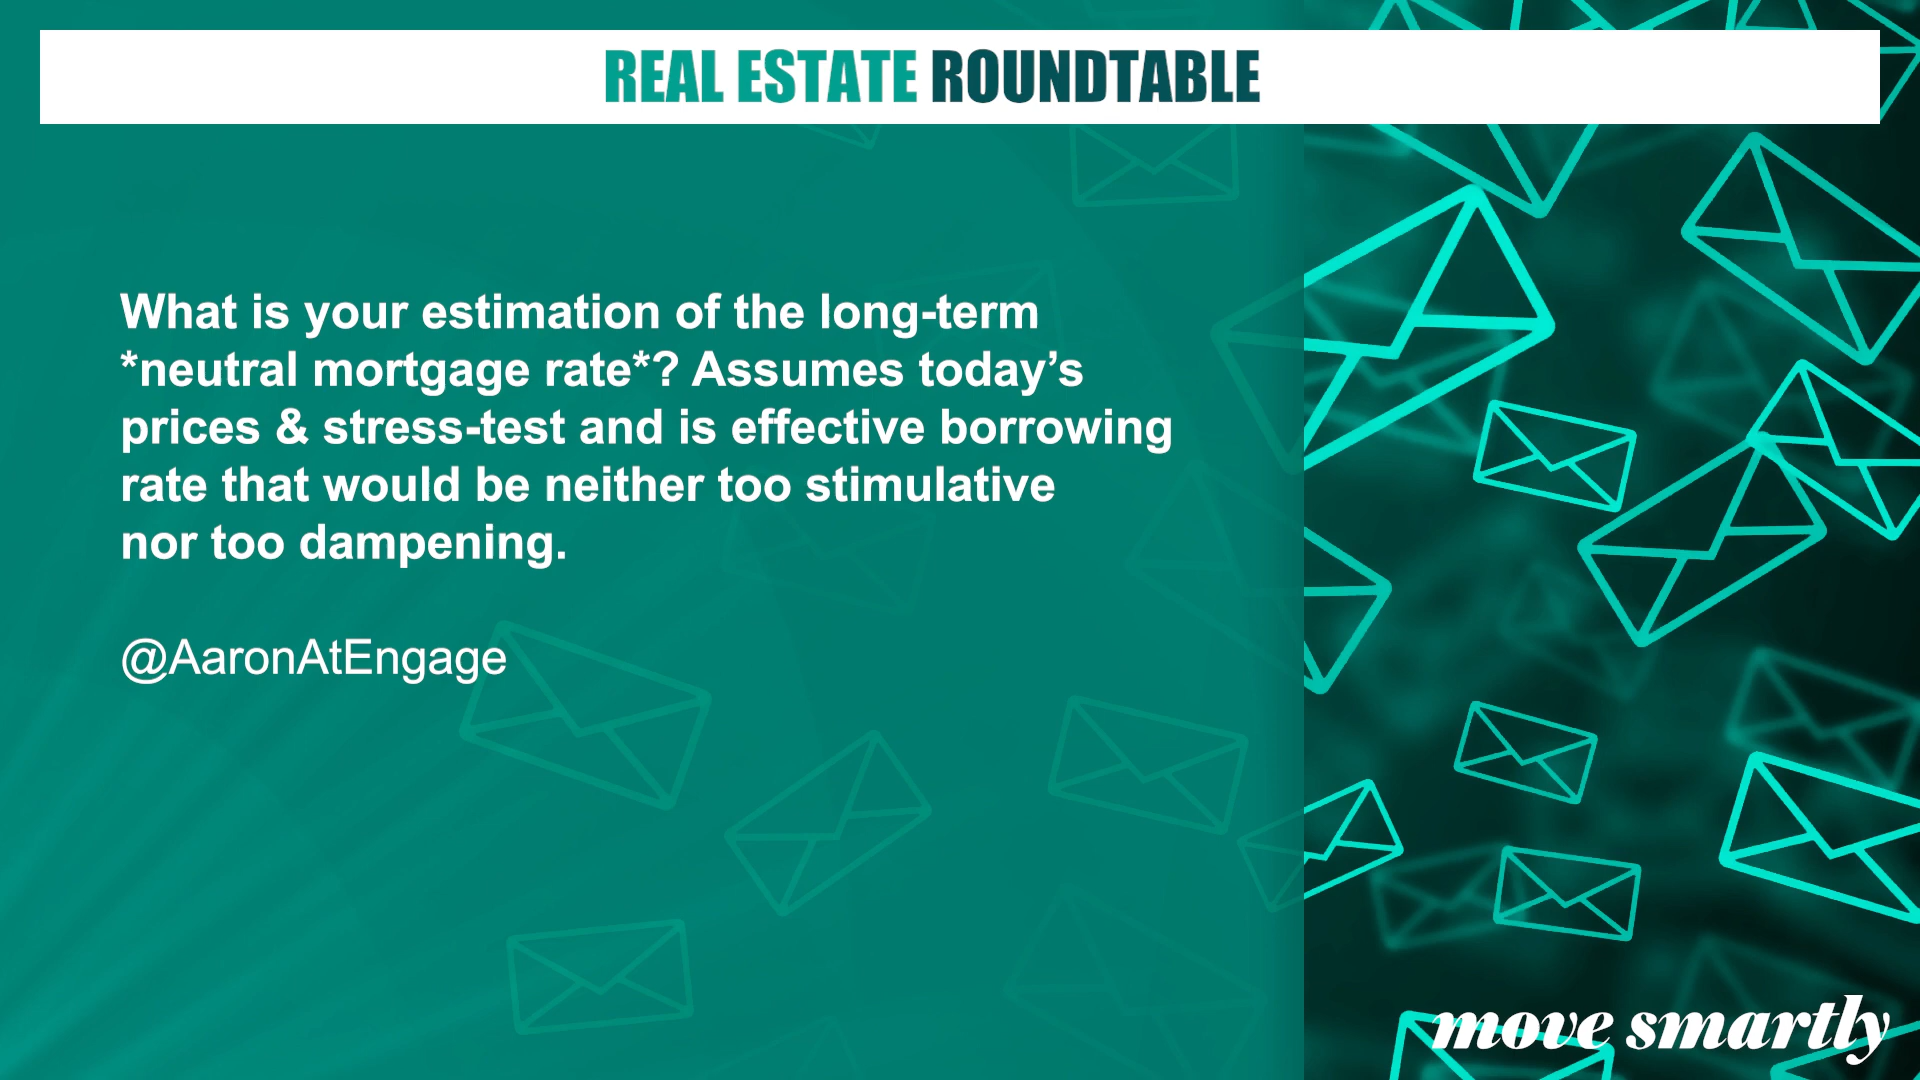 REAL ESTATE ROUNDTABLE
What is your estimation of the long-term
*neutral mortgage rate*? Assumes today’s
prices & stress-test and is effective borrowing
rate that would be neither too stimulative
nor too dampening.
@AaronAtEngage
move smartly